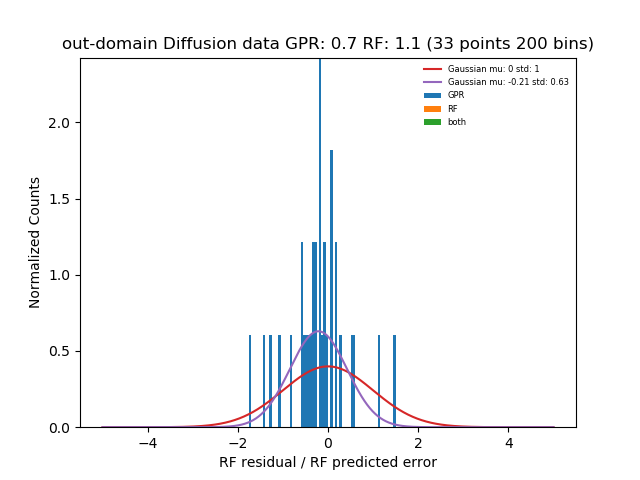 out-domain Diffusion data GPR: 0.7 RF: 1.1 (33 points 200 bins)
Gaussian mu: 0 std: 1
Gaussian mu: -0.21 std: 0.63
GPR
RF
both
Normalized Counts
2.0
1.5
1.0
0.5
0.0
−4 −2 0 2 4
RF residual / RF predicted error